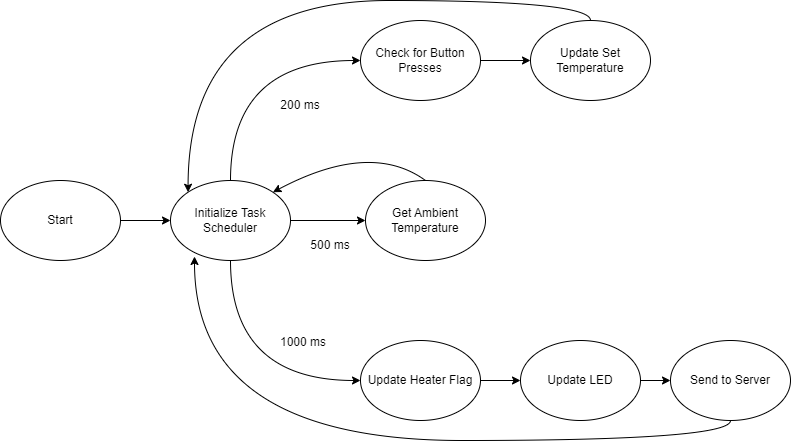 Check for Button
Presses
Update Set
Temperature
200 ms
Start
Initialize Task
Scheduler
Get Ambient
Temperature
500 ms
1000 ms
Update Heater Flag
Update LED
Send to Server